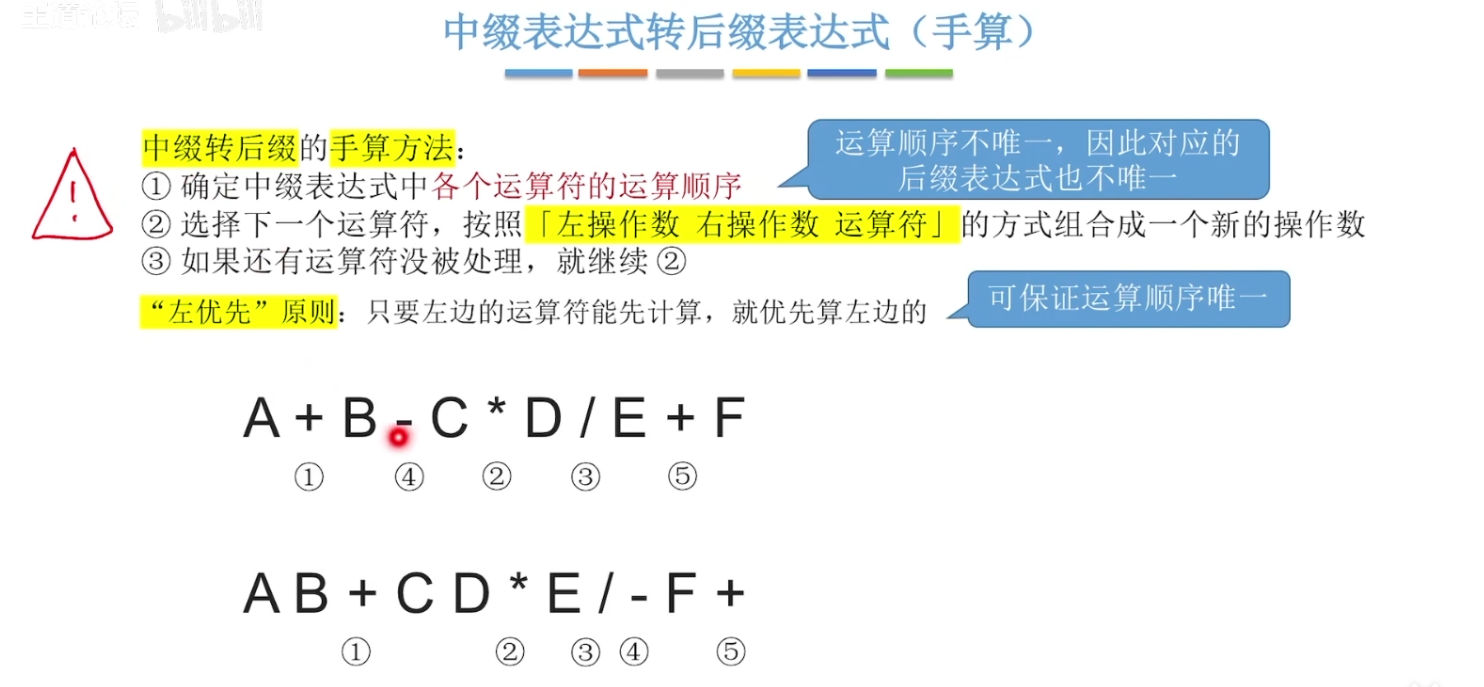 bilibili
中缀表达式转后缀表达式（手算）
中缀转后缀的手算方法：
① 确定中缀表达式中各个运算符的运算顺序
② 选择下一个运算符，按照「左操作数 右操作数 运算符」的方式组合成一个新的操作数
③ 如果还有运算符没被处理，就继续 ②
运算顺序不唯一，因此对应的
后缀表达式也不唯一
“左优先”原则：只要左边的运算符能先计算，就优先算左边的
可保证运算顺序唯一
!
A + B - C * D / E + F
① ④ ② ③ ⑤
A B + C D * E / - F +
① ② ③ ④ ⑤